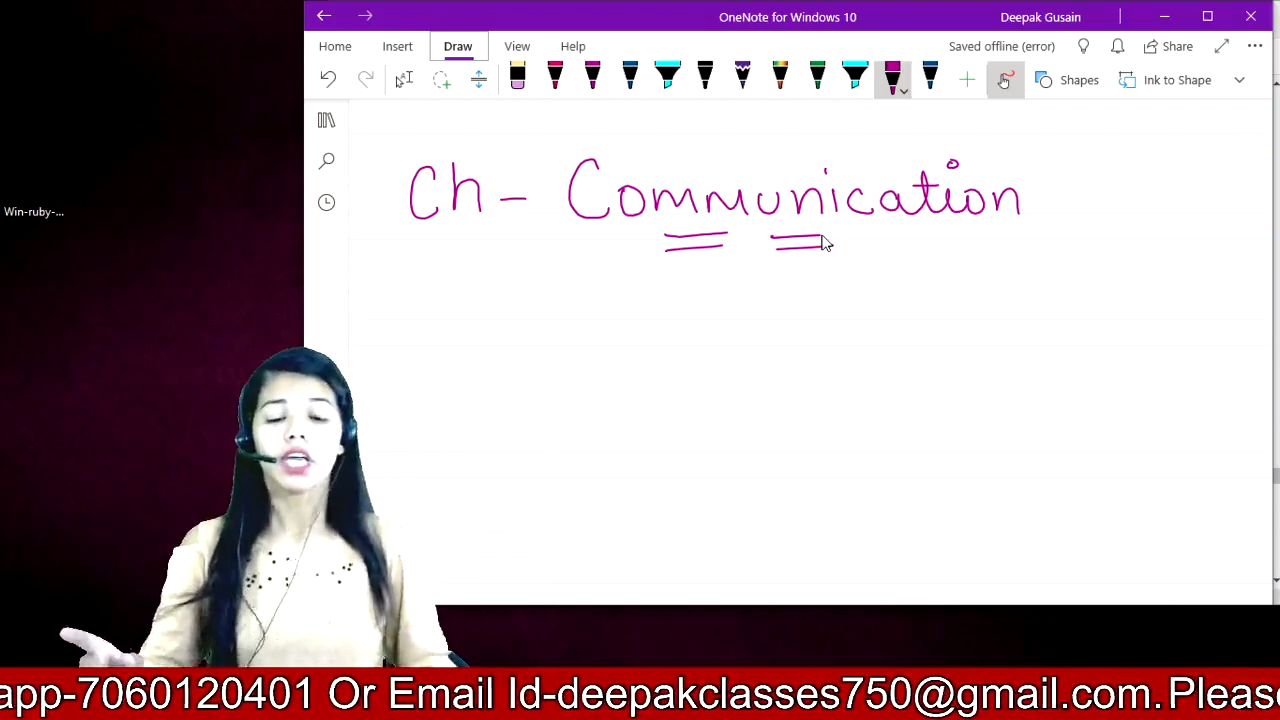 OneNote for Windows 10
Deepak Gusain
Home Insert Draw View Help
Saved offline (error)
Share
Shapes
Ink to Shape
Win-ruby-...
Ch - Communication
app-7060120401 Or Email Id-deepakclasses750@gmail.com. Pleas